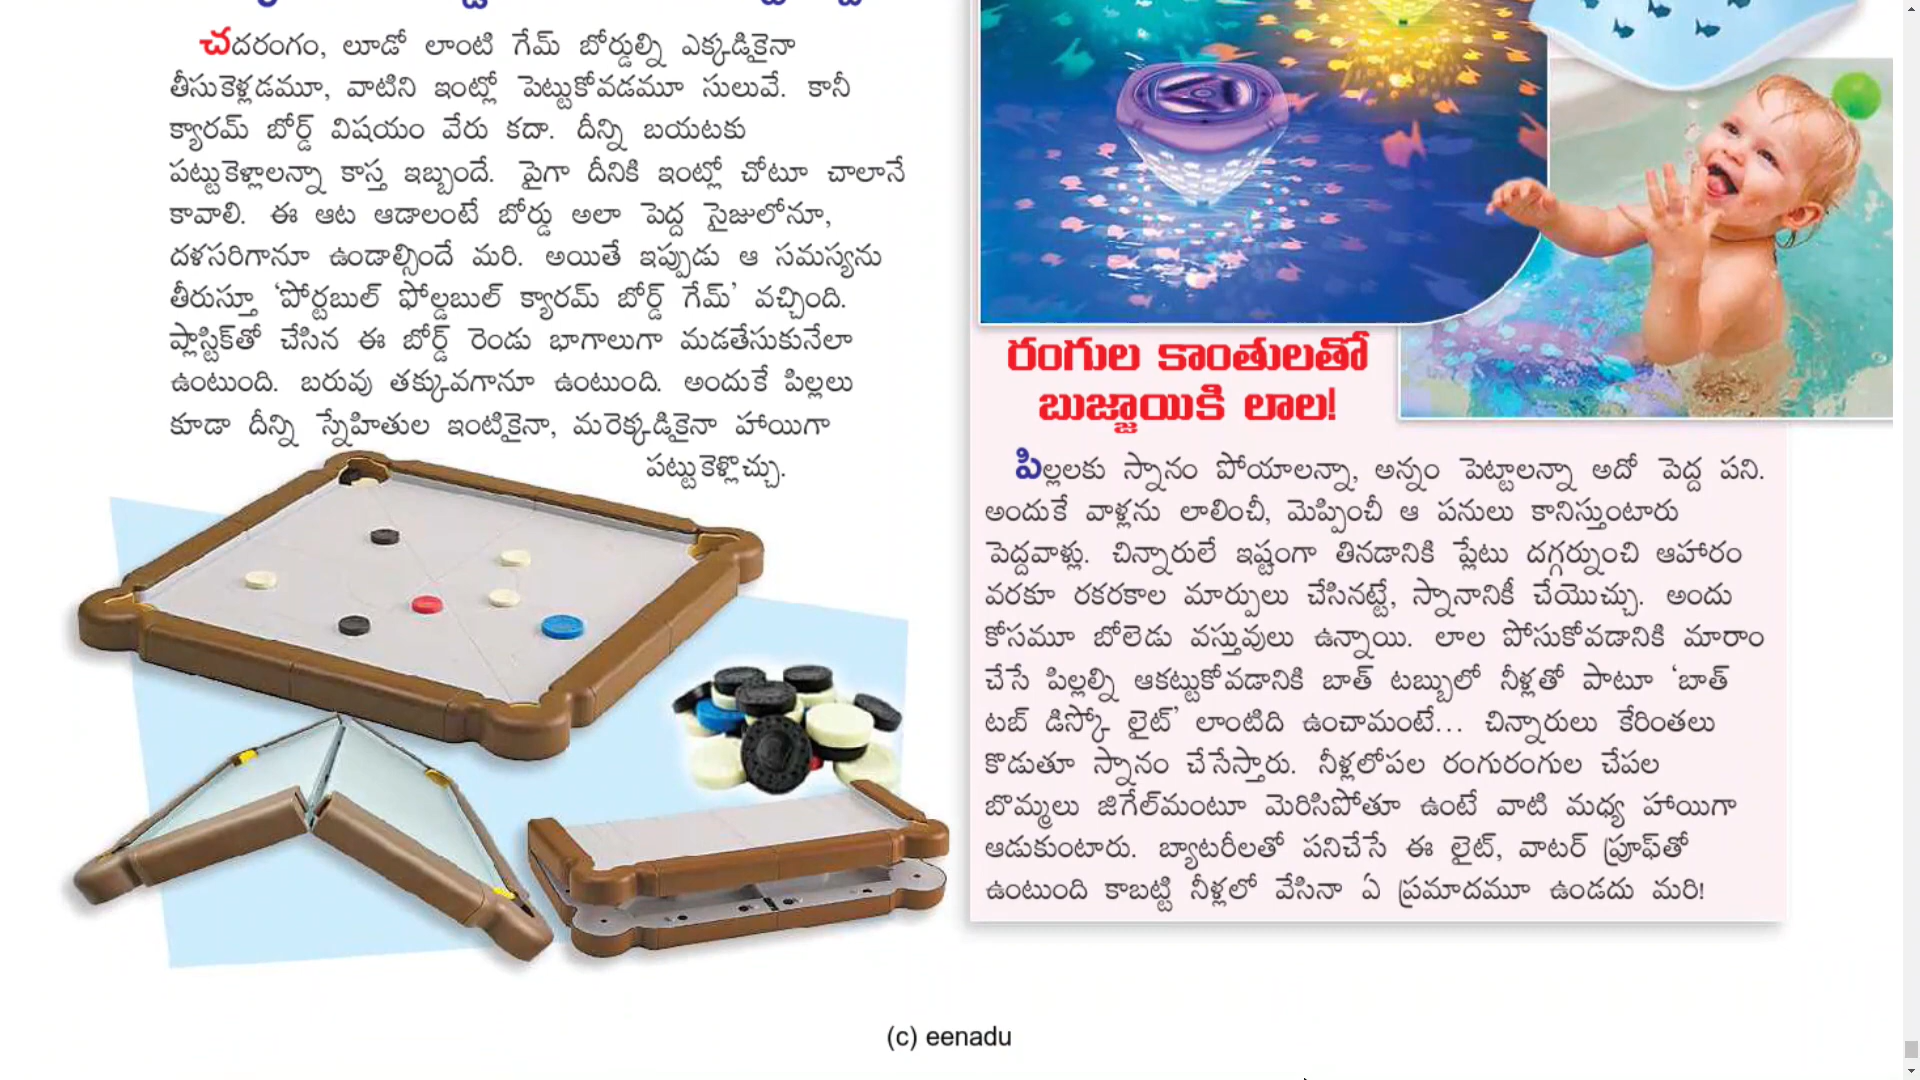 చదరంగం, లూడో లాంటి గేమ్ బోర్డుల్ని ఎక్కడికైనా
తీసుకెళ్లడమూ, వాటిని ఇంట్లో పెట్టుకోవడమూ సులువే. కానీ
క్యారమ్ బోర్డ్ విషయం వేరు కదా. దీన్ని బయటకు
పట్టుకెళ్లాలన్నా కాస్త ఇబ్బందే. పైగా దీనికి ఇంట్లో చోటూ చాలానే
కావాలి. ఈ ఆట ఆడాలంటే బోర్డు అలా పెద్ద సైజులోనూ,
దళసరిగానూ ఉండాల్సిందే మరి. అయితే ఇప్పుడు ఆ సమస్యను
తీరుస్తూ ‘పోర్టబుల్ ఫోల్డబుల్ క్యారమ్ బోర్డ్ గేమ్’ వచ్చింది.
ప్లాస్టిక్‌తో చేసిన ఈ బోర్డ్ రెండు భాగాలుగా మడతేసుకునేలా
ఉంటుంది. బరువు తక్కువగానూ ఉంటుంది. అందుకే పిల్లలు
కూడా దీన్ని స్నేహితుల ఇంటికైనా, మరెక్కడికైనా హాయిగా
పట్టుకెళ్లొచ్చు.
రంగుల కాంతులతో
బుజ్జాయికి లాల!
పిల్లలకు స్నానం పోయాలన్నా, అన్నం పెట్టాలన్నా అదో పెద్ద పని.
అందుకే వాళ్లను లాలించీ, మెప్పించీ ఆ పనులు కానిస్తుంటారు
పెద్దవాళ్లు. చిన్నారులే ఇష్టంగా తినడానికి ప్లేటు దగ్గర్నుంచి ఆహారం
వరకూ రకరకాల మార్పులు చేసినట్టే, స్నానానికీ చేయొచ్చు. అందు
కోసమూ బోలెడు వస్తువులు ఉన్నాయి. లాల పోసుకోవడానికి మారాం
చేసే పిల్లల్ని ఆకట్టుకోవడానికి బాత్ టబ్బులో నీళ్లతో పాటూ ‘బాత్
టబ్ డిస్కో లైట్’ లాంటిది ఉంచామంటే... చిన్నారులు కేరింతలు
కొడుతూ స్నానం చేసేస్తారు. నీళ్లలోపల రంగురంగుల చేపల
బొమ్మలు జిగేల్‌మంటూ మెరిసిపోతూ ఉంటే వాటి మధ్య హాయిగా
ఆడుకుంటారు. బ్యాటరీలతో పనిచేసే ఈ లైట్, వాటర్ ప్రూఫ్‌తో
ఉంటుంది కాబట్టి నీళ్లలో వేసినా ఏ ప్రమాదమూ ఉండదు మరి!
(c) eenadu